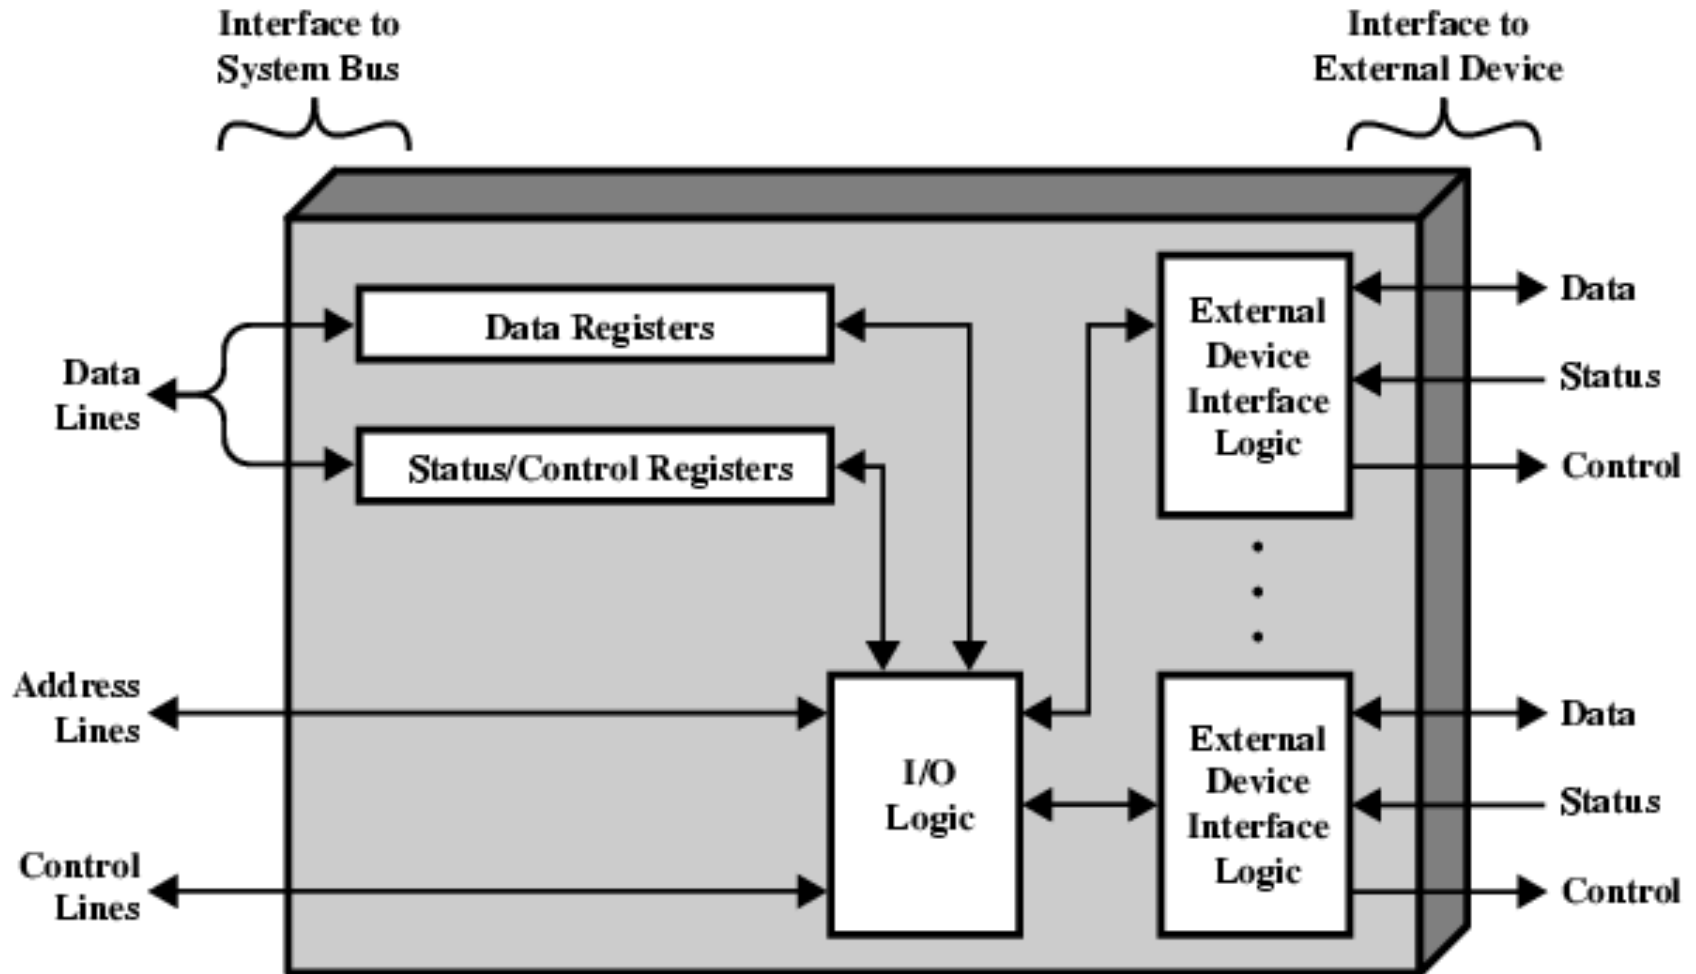 Interface to
System Bus
Interface to
External Device
Data
Lines
Data Registers
Status/Control Registers
External
Device
Interface
Logic
Data
Status
Control
Address
Lines
Control
Lines
I/O
Logic
External
Device
Interface
Logic
Data
Status
Control